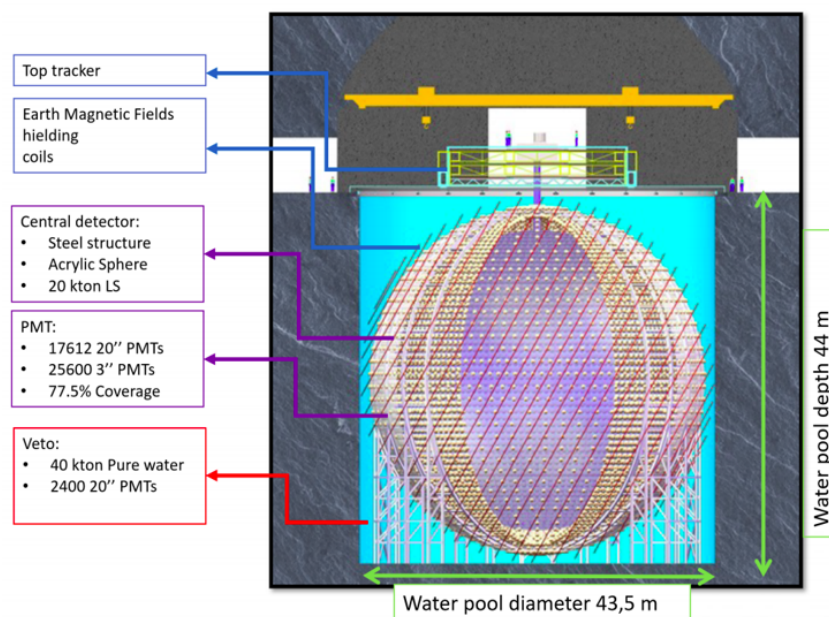 Top tracker
Earth Magnetic Fields
hielding
coils
Central detector:
• Steel structure
• Acrylic Sphere
• 20 kton LS
PMT:
• 17612 20’’ PMTs
• 25600 3’’ PMTs
• 77.5% Coverage
Veto:
• 40 kton Pure water
• 2400 20’’ PMTs
Water pool depth 44 m
Water pool diameter 43,5 m